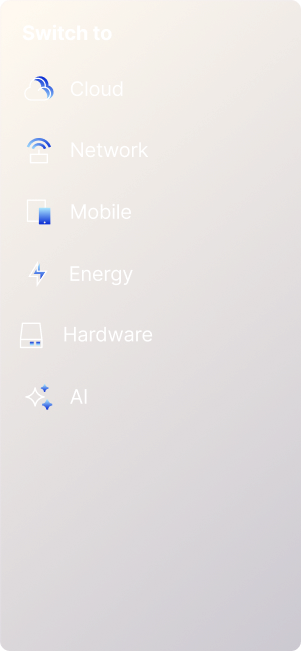 Switch to
Cloud
Network
Mobile
Energy
Hardware
AI